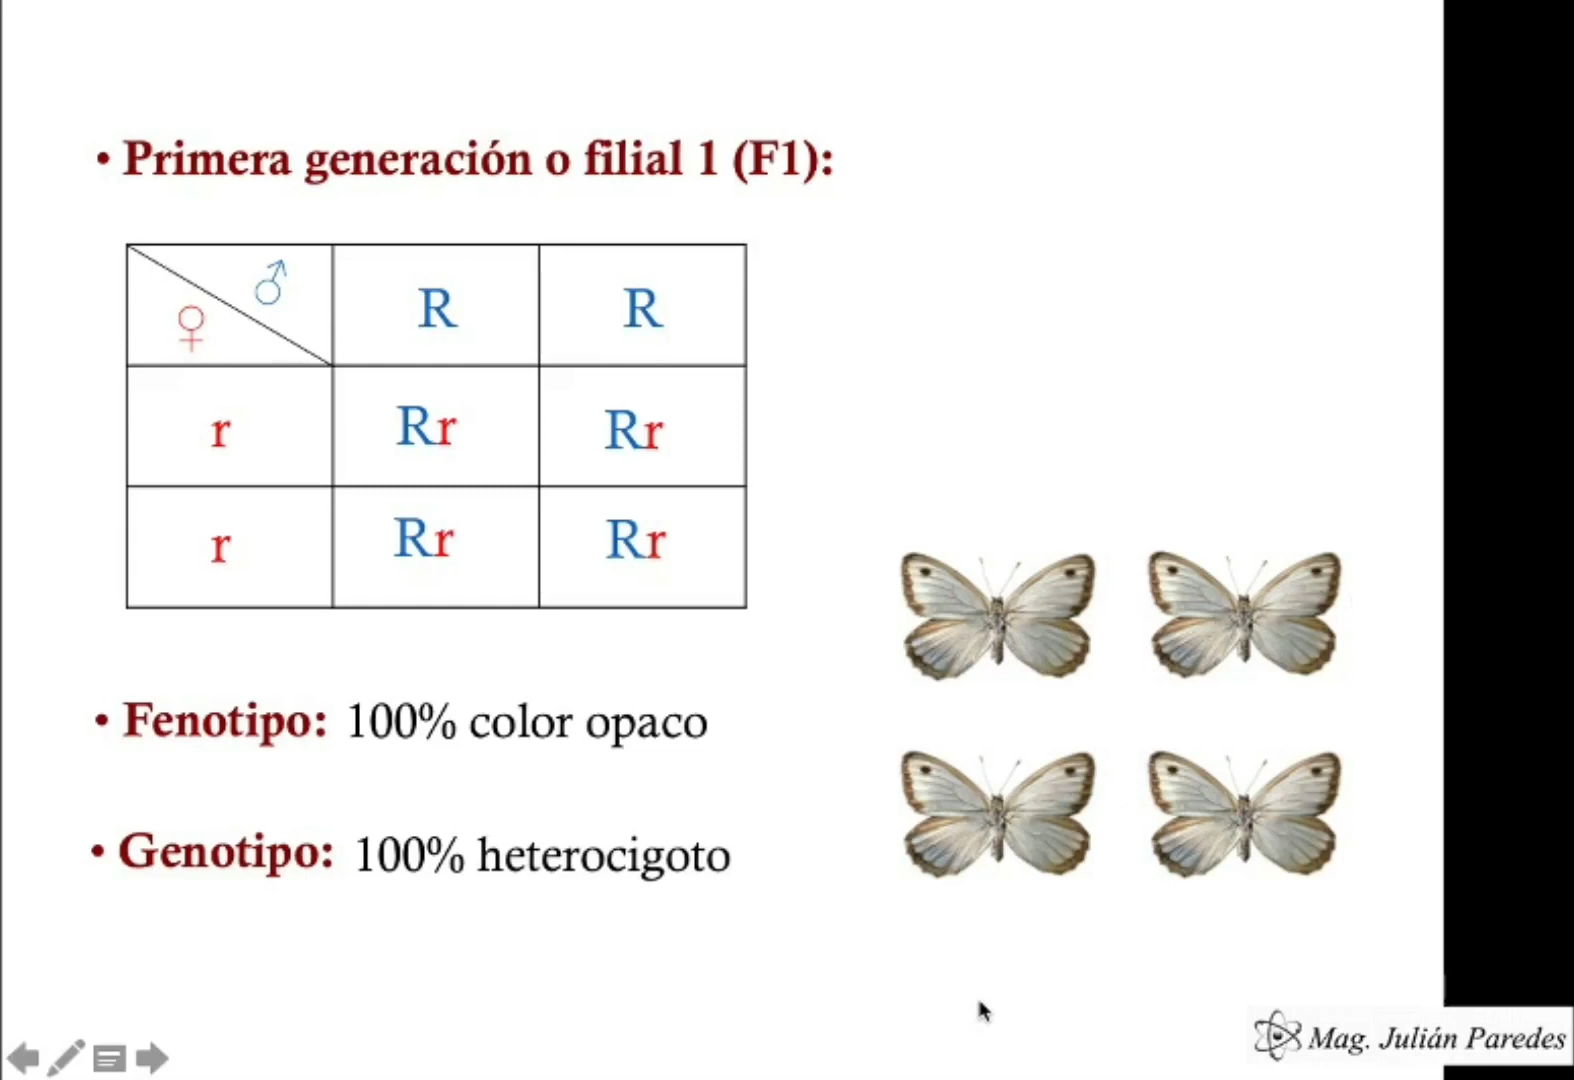 • Primera generación o filial 1 (F1):
♂
♀
R R
r Rr Rr
r Rr Rr
• Fenotipo: 100% color opaco
• Genotipo: 100% heterocigoto
Mag. Julián Paredes